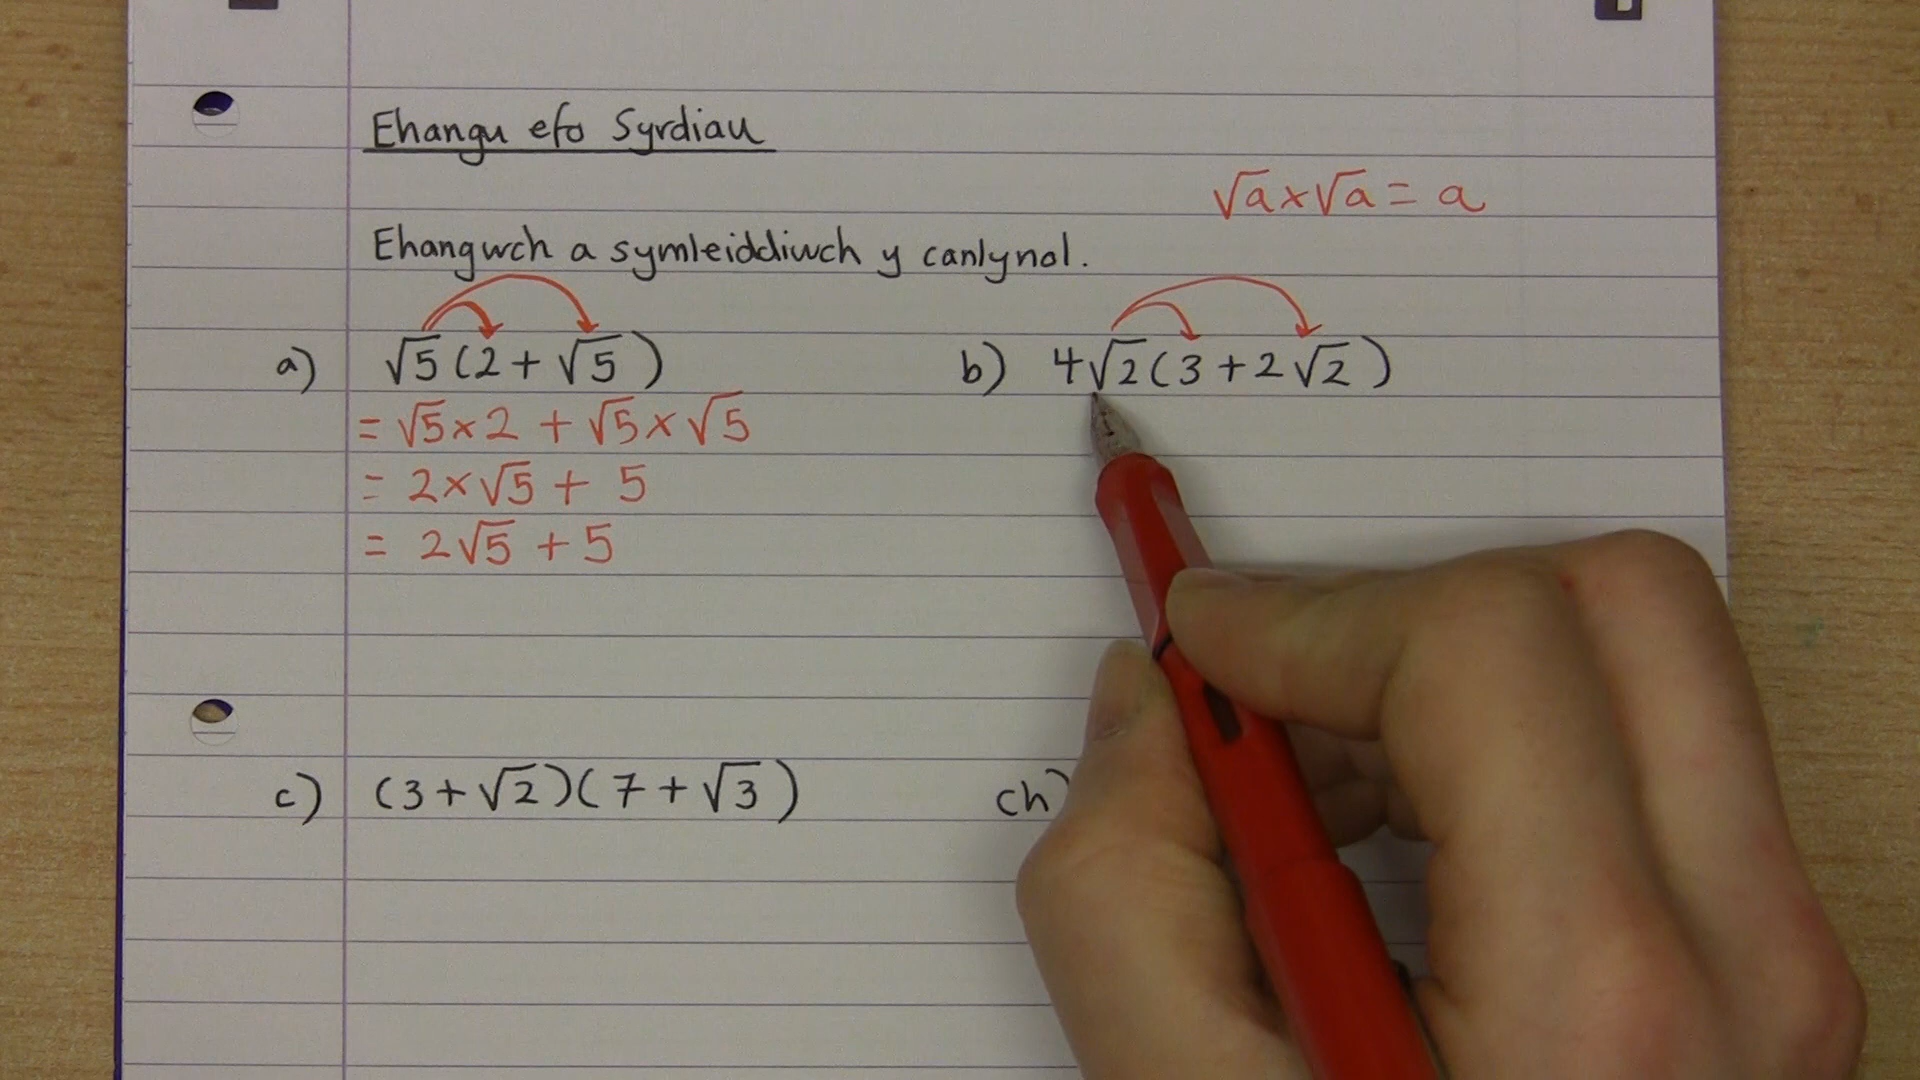 Ehangu efo Syrdiau
√a×√a = a
Ehangwch a symleiddiwch y canlynol.
a) √5(2+√5)
= √5×2 + √5×√5
= 2×√5 + 5
= 2√5 + 5
b) 4√2(3+2√2)
c) (3+√2)(7+√3)
ch)